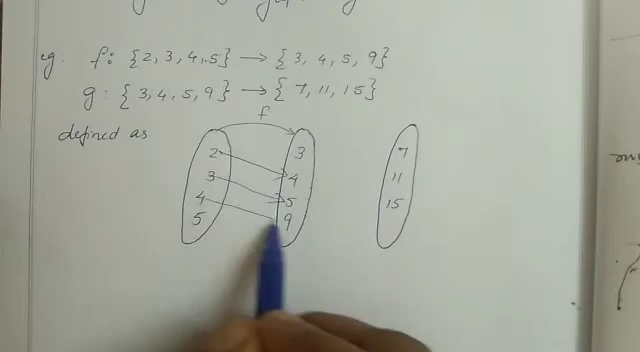 eg: f: {2, 3, 4, 5} → {3, 4, 5, 9}
g: {3, 4, 5, 9} → {7, 11, 15}
defined as
f
2 3 7
3 4 11
4 5 15
5 9